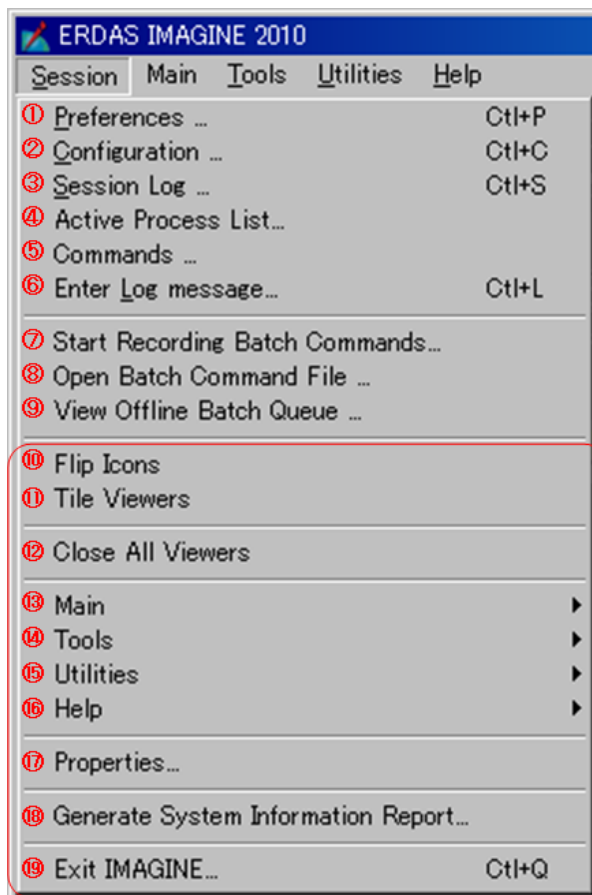 ERDAS IMAGINE 2010
Session Main Tools Utilities Help
① Preferences ... Ctl+P
② Configuration ... Ctl+C
③ Session Log ... Ctl+S
④ Active Process List...
⑤ Commands ...
⑥ Enter Log message... Ctl+L
⑦ Start Recording Batch Commands...
⑧ Open Batch Command File ...
⑨ View Offline Batch Queue ...
⑩ Flip Icons
⑪ Tile Viewers
⑫ Close All Viewers
⑬ Main
⑭ Tools
⑮ Utilities
⑯ Help
⑰ Properties...
⑱ Generate System Information Report...
⑲ Exit IMAGINE... Ctl+Q